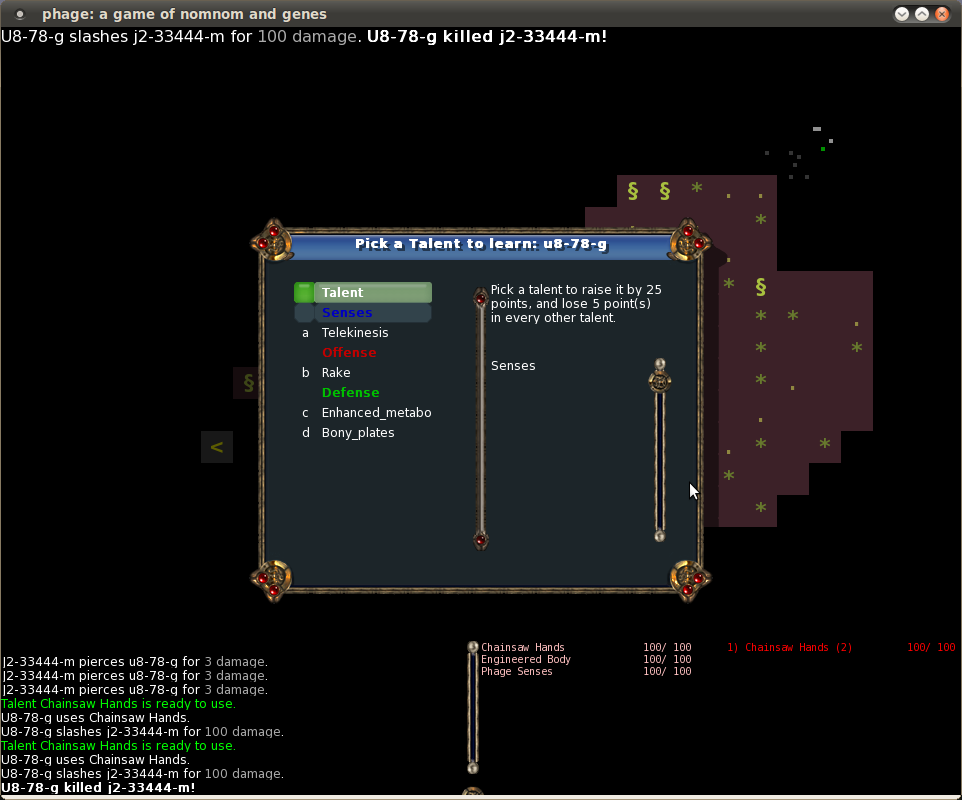 phage: a game of nomnom and genes
U8-78-g slashes j2-33444-m for 100 damage. U8-78-g killed j2-33444-m!
§ § * . .
*
.
* §
* * .
* *
§
* .
.
<
. * *
*
*
Pick a Talent to learn: u8-78-g
Talent
Senses
a Telekinesis
Offense
b Rake
Defense
c Enhanced_metabo
d Bony_plates
Pick a talent to raise it by 25
points, and lose 5 point(s)
in every other talent.
Senses
Chainsaw Hands 100/ 100
Engineered Body 100/ 100
Phage Senses 100/ 100
1) Chainsaw Hands (2) 100/ 100
J2-33444-m pierces u8-78-g for 3 damage.
J2-33444-m pierces u8-78-g for 3 damage.
J2-33444-m pierces u8-78-g for 3 damage.
Talent Chainsaw Hands is ready to use.
U8-78-g uses Chainsaw Hands.
U8-78-g slashes j2-33444-m for 100 damage.
Talent Chainsaw Hands is ready to use.
U8-78-g uses Chainsaw Hands.
U8-78-g slashes j2-33444-m for 100 damage.
U8-78-g killed j2-33444-m!